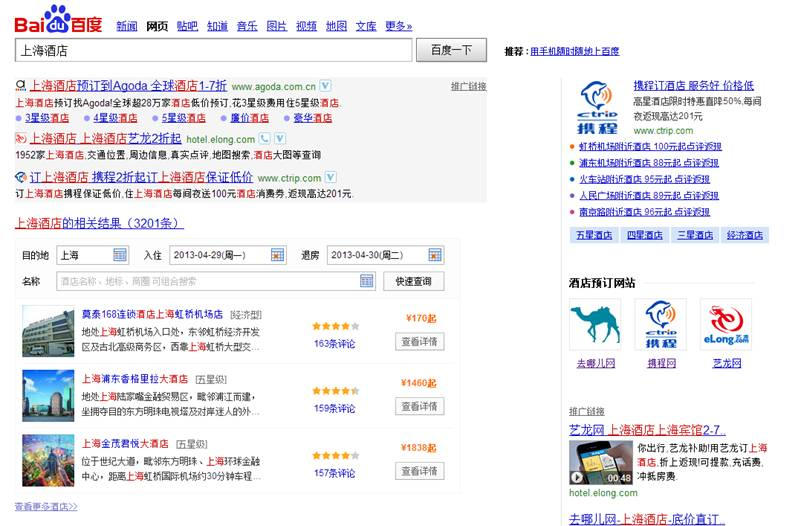 Bai du 百度
新闻 网页 贴吧 知道 音乐 图片 视频 地图 文库 更多»
上海酒店
百度一下
推荐：用手机随时随地上百度
上海酒店预订到Agoda 全球酒店1-7折 www.agoda.com.cn V
推广链接
上海酒店预订找Agoda!全球超28万家酒店低价预订,花3星级费用住5星级酒店.
3星级酒店 4星级酒店 5星级酒店 廉价酒店 豪华酒店
上海酒店_上海酒店艺龙2折起 hotel.elong.com V
1952家上海酒店,交通位置,周边信息,真实点评,地图搜索,酒店大图等查询
订上海酒店 携程2折起订上海酒店保证低价 www.ctrip.com V
订上海酒店携程保证低价,住上海酒店每间夜送100元酒店消费券,返现高达201元.
上海酒店的相关结果（3201条）
目的地 上海 入住 2013-04-29(周一) 退房 2013-04-30(周二)
名称 酒店名称、地标、商圈 可组合搜索 快速查询
莫泰168连锁酒店上海虹桥机场店 [经济型]
地处上海虹桥机场入口处，东邻虹桥经济开发
区及古北高级商务区，西靠上海虹桥大型交...
163条评论
¥170起
查看详情
上海浦东香格里拉大酒店 [五星级]
地处上海陆家嘴金融贸易区，毗邻浦江而建，
坐拥夺目的东方明珠电视塔及对岸迷人的外...
159条评论
¥1460起
查看详情
上海金茂君悦大酒店 [五星级]
位于世纪大道，毗邻东方明珠、上海环球金融
中心，距离上海虹桥国际机场约30分钟车程...
157条评论
¥1838起
查看详情
查看更多酒店>>
ctrip
携程
携程订酒店 服务好 价格低
高星酒店限时特惠直降50%,每间
夜返现高达201元
www.ctrip.com
虹桥机场附近酒店 100元起点评返现
浦东机场附近酒店 88元起 点评返现
火车站附近酒店 95元起 点评返现
人民广场附近酒店 89元起 点评返现
南京路附近酒店 96元起 点评返现
五星酒店 四星酒店 三星酒店 经济酒店
酒店预订网站
ctrip
携程
eLong.com
艺龙
去哪儿网 携程网 艺龙网
推广链接
艺龙网 上海酒店上海宾馆2-7..
00:48
你出行,艺龙补助!用艺龙订上海
酒店,折上返现!可提款,充话费,
冲抵房费.
hotel.elong.com
去哪儿网-上海酒店-底价直订..